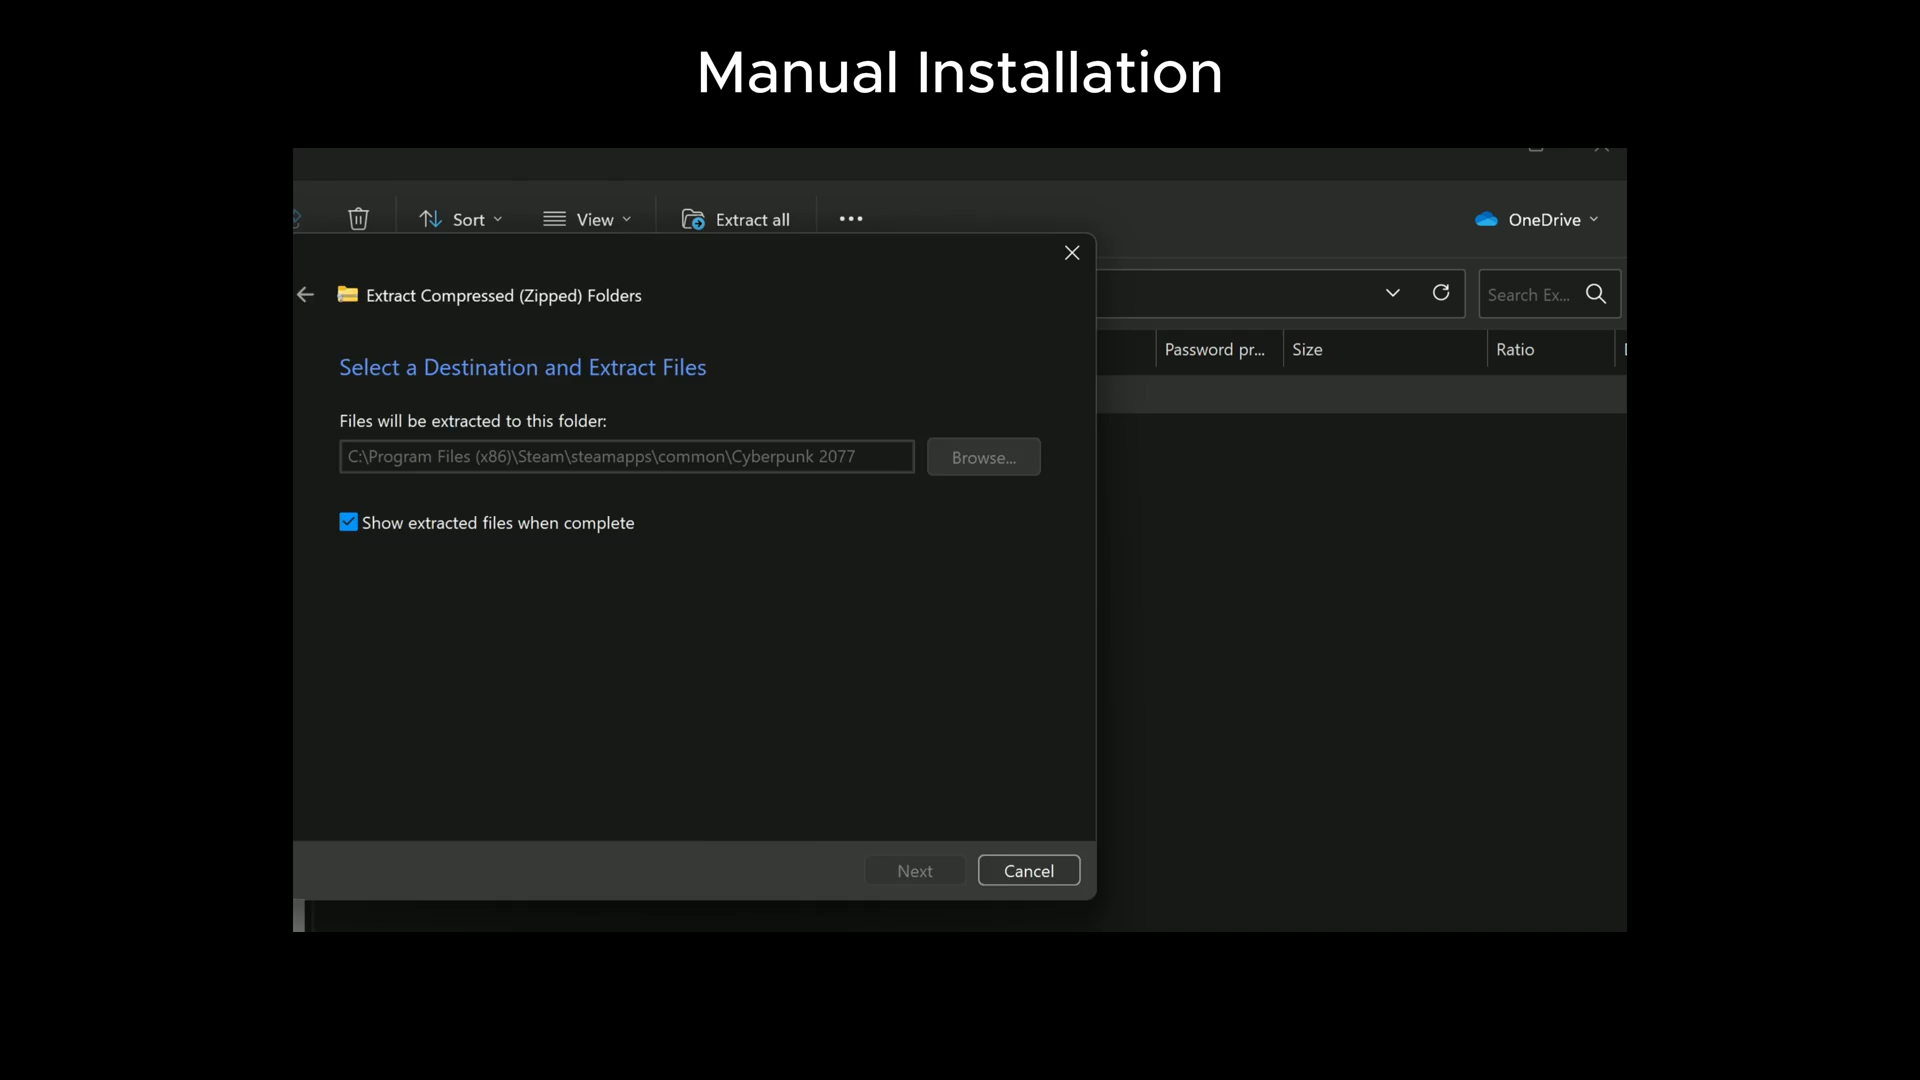 Manual Installation
Sort
View
Extract all
OneDrive
Extract Compressed (Zipped) Folders
Search Ex...
Password pr...
Size
Ratio
Select a Destination and Extract Files
Files will be extracted to this folder:
C:\Program Files (x86)\Steam\steamapps\common\Cyberpunk 2077
Browse...
Show extracted files when complete
Next
Cancel